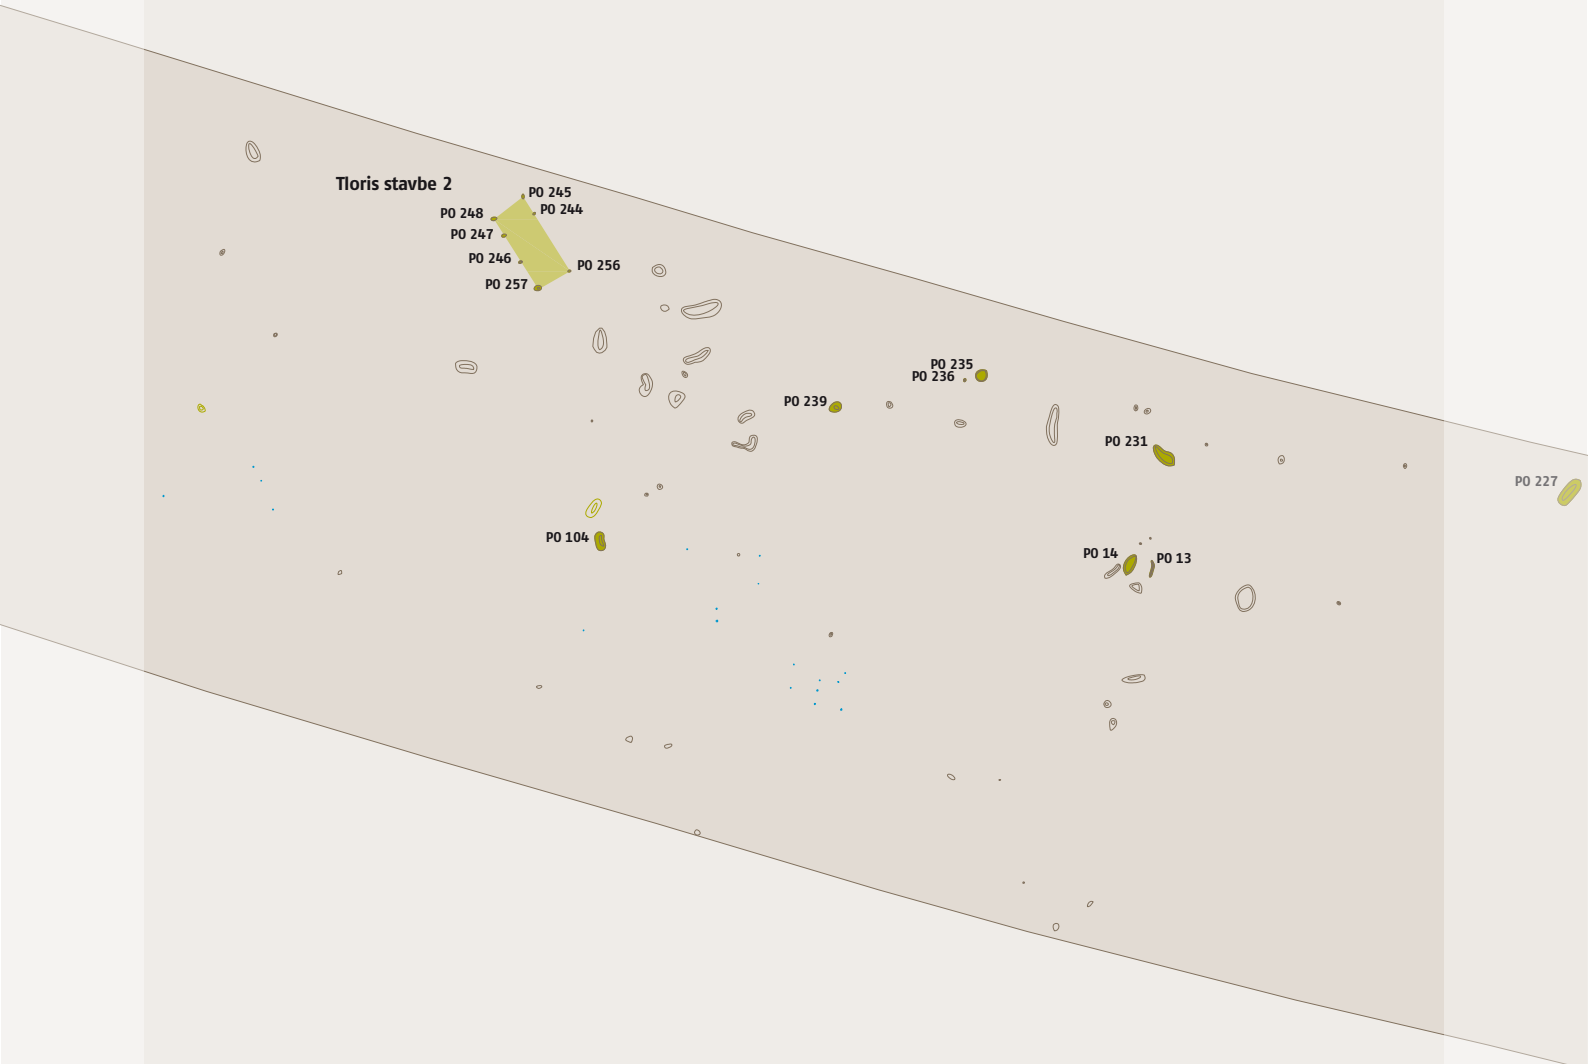 Tloris stavbe 2
PO 245
PO 244
PO 248
PO 247
PO 246
PO 256
PO 257
PO 235
PO 236
PO 239
PO 231
PO 227
PO 104
PO 14
PO 13